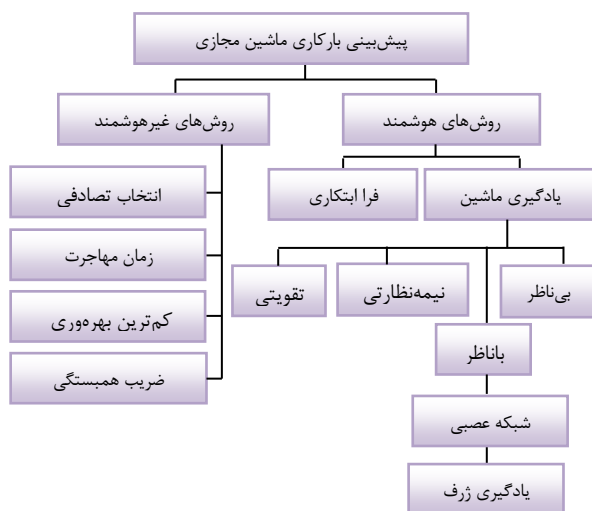 پیش‌بینی بارکاری ماشین مجازی
روش‌های هوشمند
روش‌های غیرهوشمند
یادگیری ماشین
فرا ابتکاری
انتخاب تصادفی
زمان مهاجرت
کم‌ترین بهره‌وری
ضریب همبستگی
بی‌ناظر
باناظر
نیمه‌نظارتی
تقویتی
شبکه عصبی
یادگیری ژرف